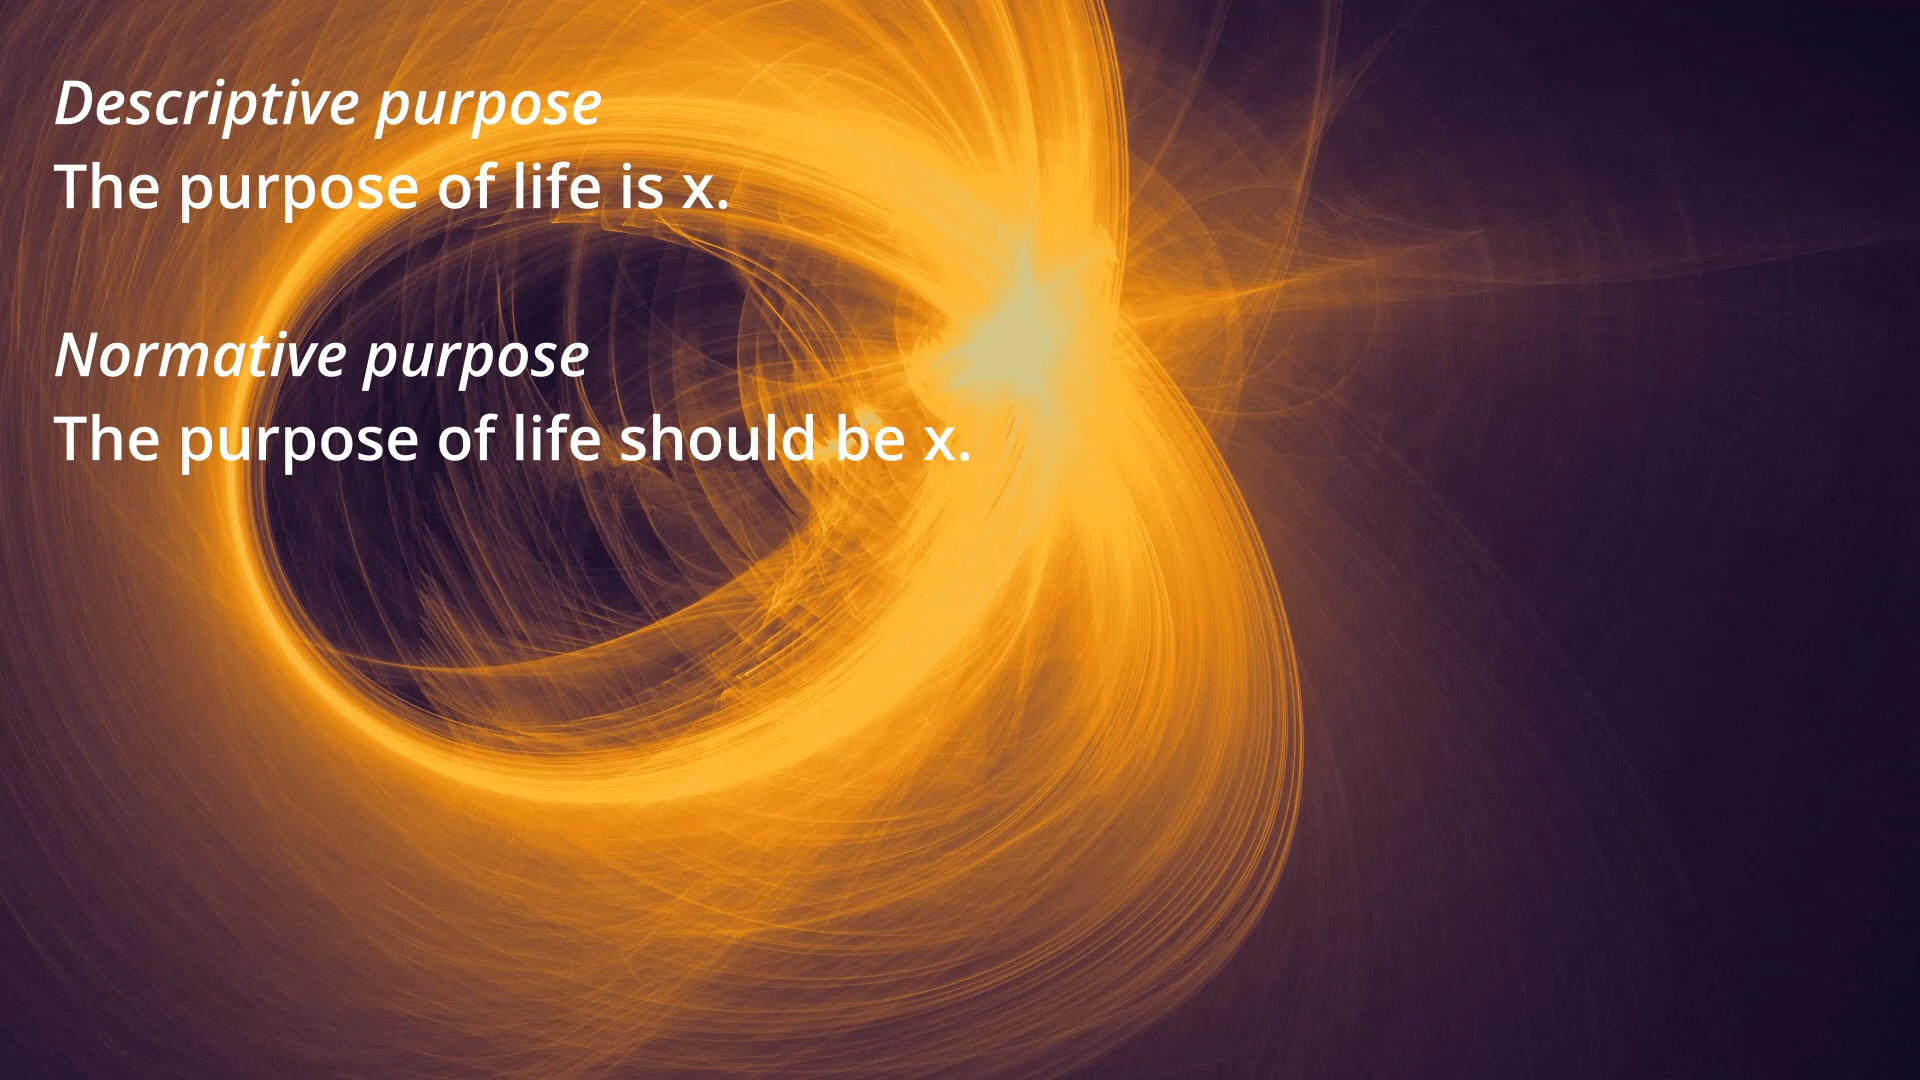 Descriptive purpose
The purpose of life is x.
Normative purpose
The purpose of life should be x.